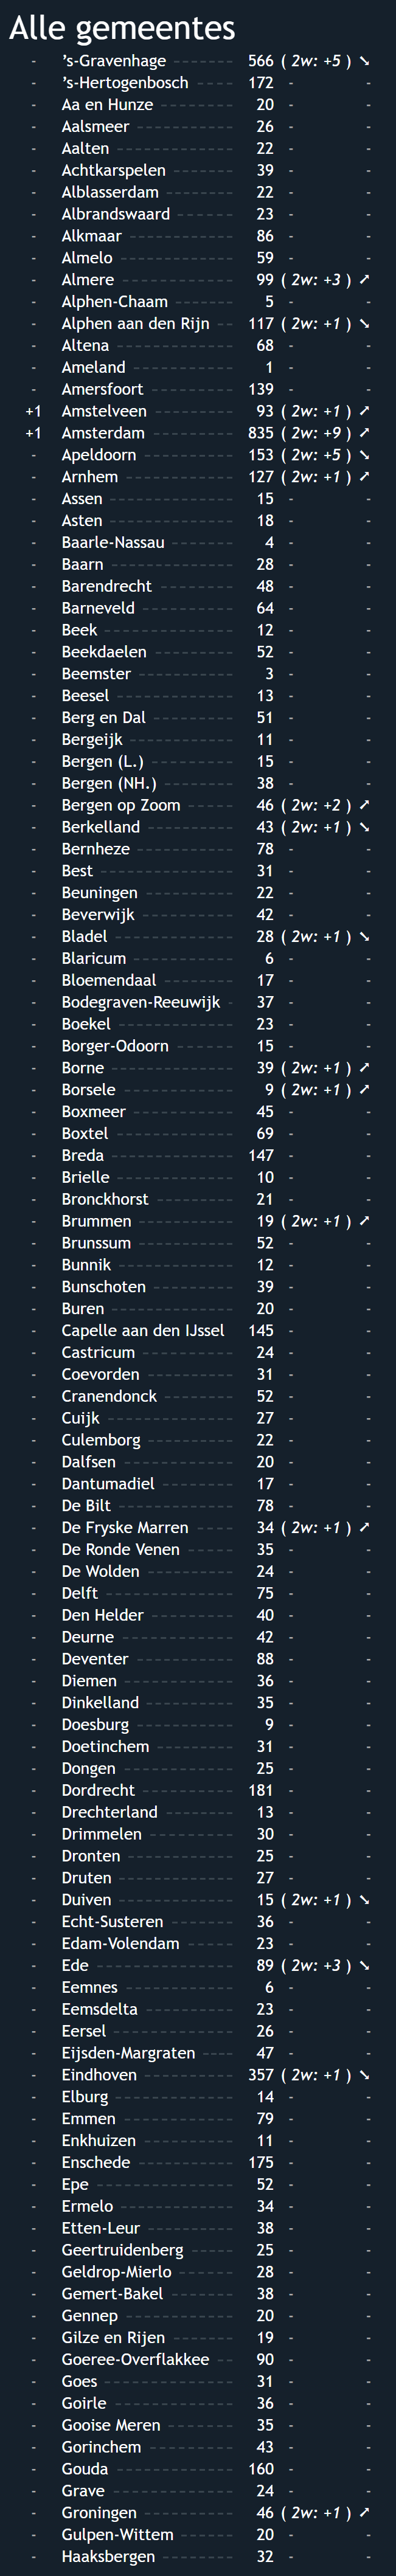 Alle gemeentes
- ’s-Gravenhage ------- 566 ( 2w: +5 ) ➘
- ’s-Hertogenbosch ----- 172 - -
- Aa en Hunze -------- 20 - -
- Aalsmeer ---------- 26 - -
- Aalten ------------ 22 - -
- Achtkarspelen ------- 39 - -
- Alblasserdam -------- 22 - -
- Albrandswaard ------ 23 - -
- Alkmaar ----------- 86 - -
- Almelo ------------ 59 - -
- Almere ------------ 99 ( 2w: +3 ) ➚
- Alphen-Chaam ------- 5 - -
- Alphen aan den Rijn -- 117 ( 2w: +1 ) ➘
- Altena ------------ 68 - -
- Ameland ----------- 1 - -
- Amersfoort --------- 139 - -
+1 Amstelveen --------- 93 ( 2w: +1 ) ➚
+1 Amsterdam --------- 835 ( 2w: +9 ) ➚
- Apeldoorn ---------- 153 ( 2w: +5 ) ➘
- Arnhem ------------ 127 ( 2w: +1 ) ➚
- Assen ------------- 15 - -
- Asten ------------- 18 - -
- Baarle-Nassau ------- 4 - -
- Baarn ------------- 28 - -
- Barendrecht -------- 48 - -
- Barneveld ---------- 64 - -
- Beek -------------- 12 - -
- Beekdaelen --------- 52 - -
- Beemster ---------- 3 - -
- Beesel ------------ 13 - -
- Berg en Dal --------- 51 - -
- Bergeijk ----------- 11 - -
- Bergen (L.) --------- 15 - -
- Bergen (NH.) -------- 38 - -
- Bergen op Zoom ----- 46 ( 2w: +2 ) ➚
- Berkelland ---------- 43 ( 2w: +1 ) ➘
- Bernheze ---------- 78 - -
- Best -------------- 31 - -
- Beuningen ---------- 22 - -
- Beverwijk ---------- 42 - -
- Bladel ------------- 28 ( 2w: +1 ) ➘
- Blaricum ----------- 6 - -
- Bloemendaal -------- 17 - -
- Bodegraven-Reeuwijk - 37 - -
- Boekel ------------ 23 - -
- Borger-Odoorn ------ 15 - -
- Borne ------------- 39 ( 2w: +1 ) ➚
- Borsele ------------ 9 ( 2w: +1 ) ➚
- Boxmeer ----------- 45 - -
- Boxtel ------------- 69 - -
- Breda ------------- 147 - -
- Brielle ------------ 10 - -
- Bronckhorst -------- 21 - -
- Brummen ---------- 19 ( 2w: +1 ) ➚
- Brunssum ---------- 52 - -
- Bunnik ------------ 12 - -
- Bunschoten --------- 39 - -
- Buren ------------- 20 - -
- Capelle aan den IJssel 145 - -
- Castricum ---------- 24 - -
- Coevorden --------- 31 - -
- Cranendonck -------- 52 - -
- Cuijk ------------- 27 - -
- Culemborg --------- 22 - -
- Dalfsen ------------ 20 - -
- Dantumadiel -------- 17 - -
- De Bilt ------------ 78 - -
- De Fryske Marren ---- 34 ( 2w: +1 ) ➚
- De Ronde Venen ----- 35 - -
- De Wolden --------- 24 - -
- Delft ------------- 75 - -
- Den Helder --------- 40 - -
- Deurne ------------ 42 - -
- Deventer ---------- 88 - -
- Diemen ------------ 36 - -
- Dinkelland ---------- 35 - -
- Doesburg ---------- 9 - -
- Doetinchem --------- 31 - -
- Dongen ------------ 25 - -
- Dordrecht ---------- 181 - -
- Drechterland ------- 13 - -
- Drimmelen --------- 30 - -
- Dronten ----------- 25 - -
- Druten ------------ 27 - -
- Duiven ------------ 15 ( 2w: +1 ) ➘
- Echt-Susteren ------- 36 - -
- Edam-Volendam ----- 23 - -
- Ede --------------- 89 ( 2w: +3 ) ➘
- Eemnes ----------- 6 - -
- Eemsdelta ---------- 23 - -
- Eersel ------------- 26 - -
- Eijsden-Margraten ---- 47 - -
- Eindhoven ---------- 357 ( 2w: +1 ) ➘
- Elburg ------------ 14 - -
- Emmen ------------ 79 - -
- Enkhuizen ---------- 11 - -
- Enschede ---------- 175 - -
- Epe --------------- 52 - -
- Ermelo ------------ 34 - -
- Etten-Leur --------- 38 - -
- Geertruidenberg ----- 25 - -
- Geldrop-Mierlo ------ 28 - -
- Gemert-Bakel ------- 38 - -
- Gennep ----------- 20 - -
- Gilze en Rijen ------- 19 - -
- Goeree-Overflakkee -- 90 - -
- Goes -------------- 31 - -
- Goirle ------------ 36 - -
- Gooise Meren ------- 35 - -
- Gorinchem --------- 43 - -
- Gouda ------------ 160 - -
- Grave ------------- 24 - -
- Groningen ---------- 46 ( 2w: +1 ) ➚
- Gulpen-Wittem ------ 20 - -
- Haaksbergen -------- 32 - -